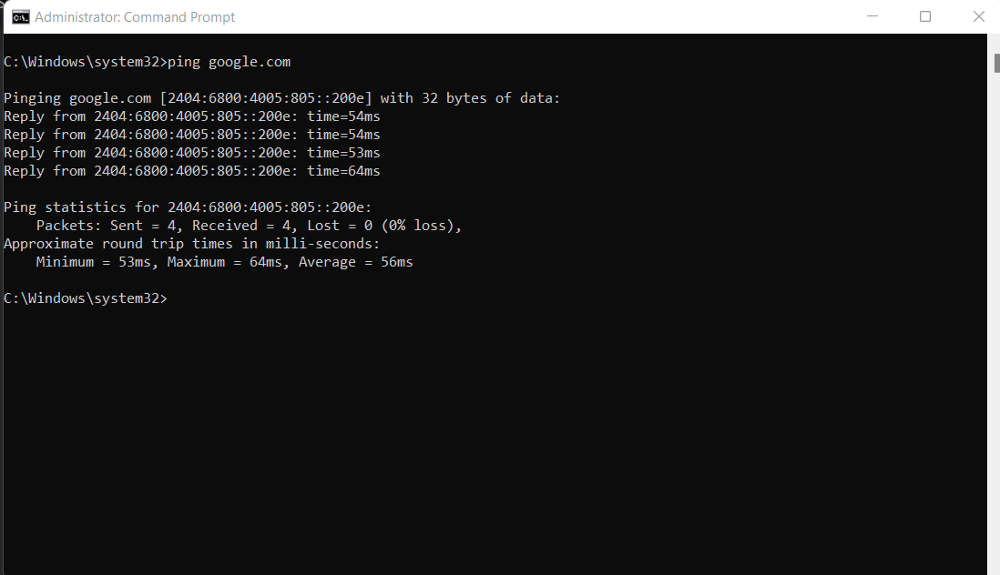 Administrator: Command Prompt
C:\Windows\system32>ping google.com
Pinging google.com [2404:6800:4005:805::200e] with 32 bytes of data:
Reply from 2404:6800:4005:805::200e: time=54ms
Reply from 2404:6800:4005:805::200e: time=54ms
Reply from 2404:6800:4005:805::200e: time=53ms
Reply from 2404:6800:4005:805::200e: time=64ms
Ping statistics for 2404:6800:4005:805::200e:
    Packets: Sent = 4, Received = 4, Lost = 0 (0% loss),
Approximate round trip times in milli-seconds:
    Minimum = 53ms, Maximum = 64ms, Average = 56ms
C:\Windows\system32>